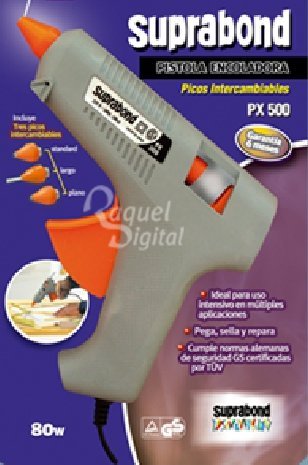 suprabond
PISTOLA ENCOLADORA
Picos Intercambiables
PX 500
Garantía
6 meses
Incluye
Tres picos
intercambiables
standard
largo
plano
suprabond
Raquel
Digital
• Ideal para uso
intensivo en múltiples
aplicaciones
• Pega, sella y repara
• Cumple normas alemanas
de seguridad GS certificadas
por TÜV
80w
GS
suprabond